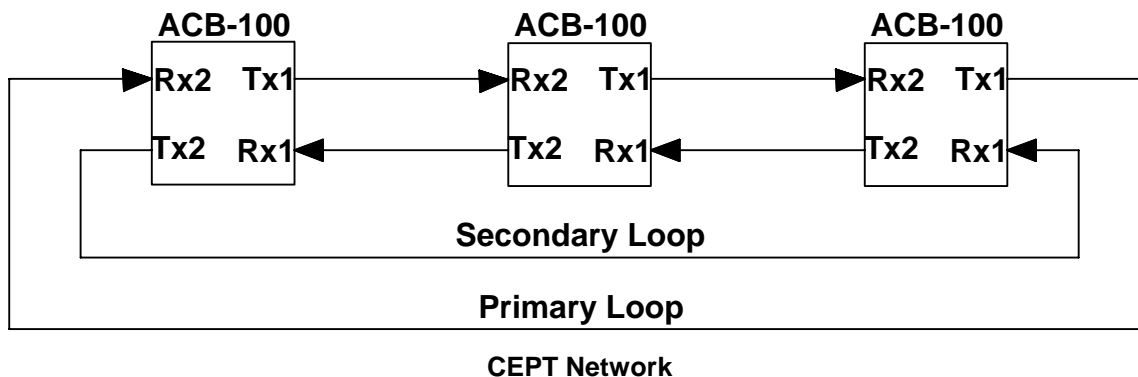 ACB-100 ACB-100 ACB-100
Rx2 Tx1 Rx2 Tx1 Rx2 Tx1
Tx2 Rx1 Tx2 Rx1 Tx2 Rx1
Secondary Loop
Primary Loop
CEPT Network